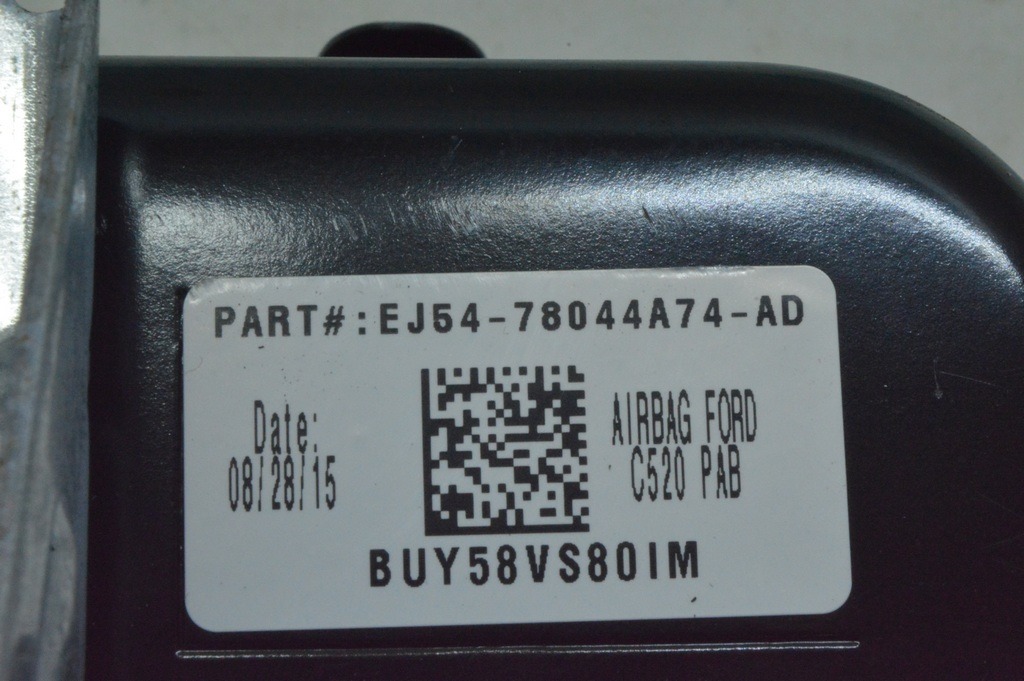 PART#:EJ54-78044A74-AD
Date:
08/28/15
AIRBAG FORD
C520 PAB
BUY58VS80IM